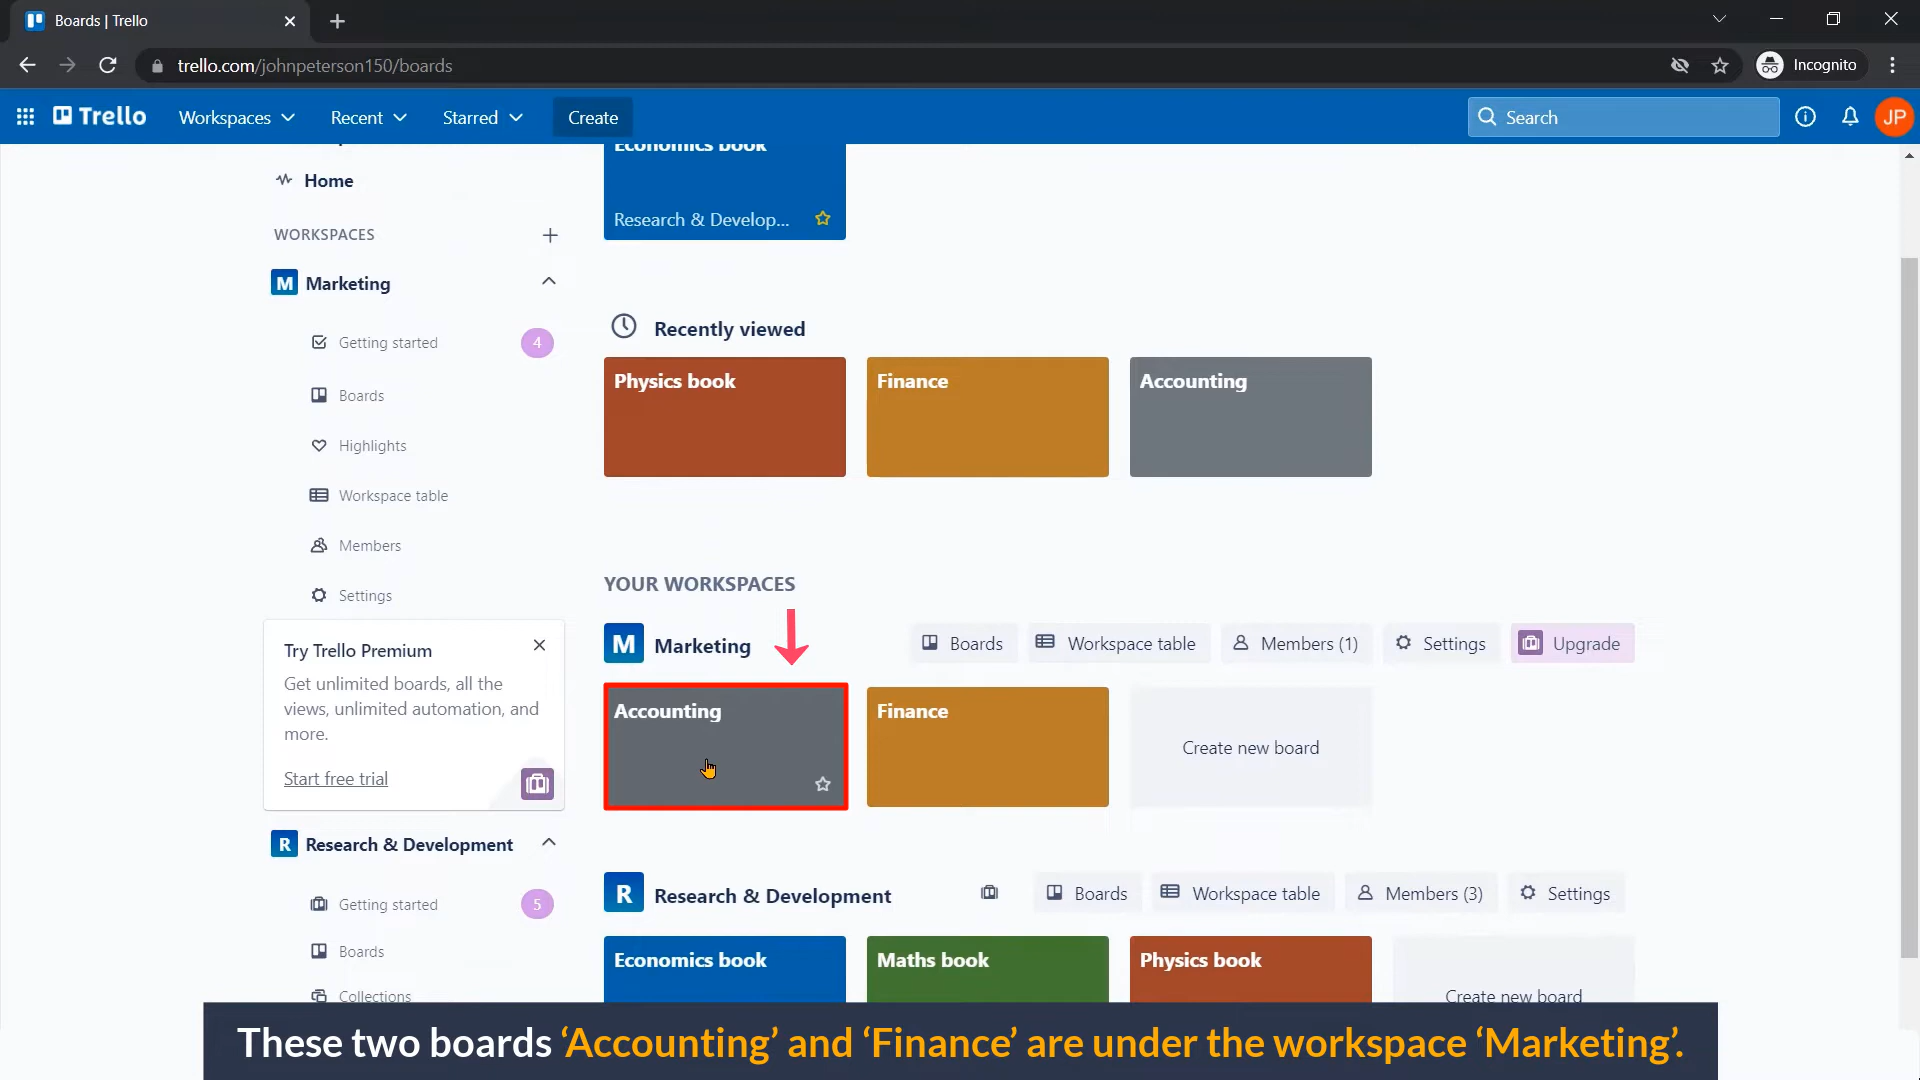 Boards | Trello
trello.com/johnpeterson150/boards
Incognito
Trello
Workspaces
Recent
Starred
Create
Search
JP
Economics book
Research & Develop...
Home
WORKSPACES
M Marketing
Getting started
4
Boards
Highlights
Workspace table
Members
Settings
Try Trello Premium
Get unlimited boards, all the
views, unlimited automation, and
more.
Start free trial
R Research & Development
Getting started
5
Boards
Collections
Recently viewed
Physics book
Finance
Accounting
YOUR WORKSPACES
M Marketing
Boards
Workspace table
Members (1)
Settings
Upgrade
Accounting
Finance
Create new board
R Research & Development
Boards
Workspace table
Members (3)
Settings
Economics book
Maths book
Physics book
Create new board
These two boards ‘Accounting’ and ‘Finance’ are under the workspace ‘Marketing’.